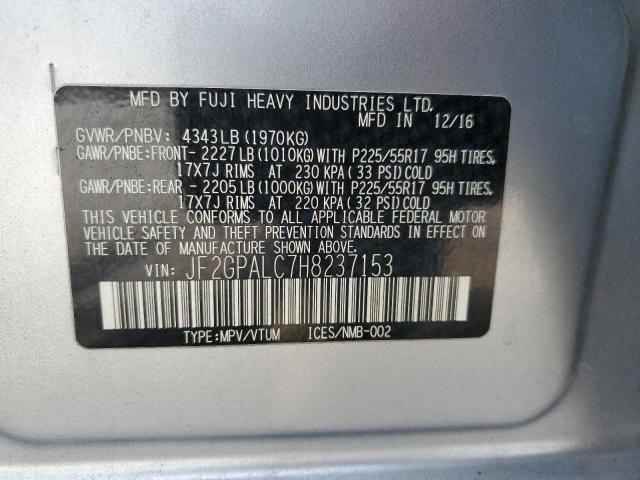 MFD BY FUJI HEAVY INDUSTRIES LTD.
MFD IN 12/16
GVWR/PNBV: 4343LB(1970KG)
GAWR/PNBE:FRONT- 2227LB(1010KG)WITH P225/55R17 95H TIRES,
17X7J RIMS AT 230 KPA(33 PSI)COLD
GAWR/PNBE:REAR - 2205LB(1000KG)WITH P225/55R17 95H TIRES,
17X7J RIMS AT 220 KPA(32 PSI)COLD
THIS VEHICLE CONFORMS TO ALL APPLICABLE FEDERAL MOTOR
VEHICLE SAFETY AND THEFT PREVENTION STANDARDS IN EFFECT
ON THE DATE OF MANUFACTURE SHOWN ABOVE.
VIN: JF2GPALC7H8237153
TYPE:MPV/VTUM ICES/NMB-002